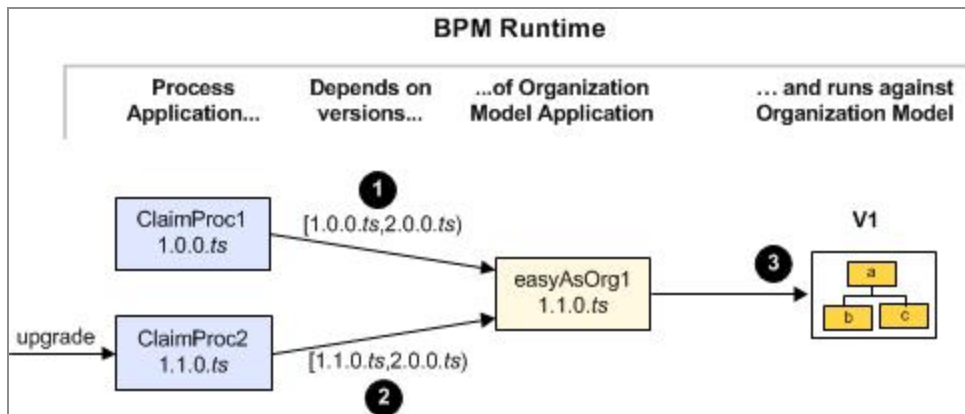 BPM Runtime
Process
Application...
Depends on
versions...
...of Organization
Model Application
... and runs against
Organization Model
1
[1.0.0.ts,2.0.0.ts)
ClaimProc1
1.0.0.ts
V1
3
a
b
c
easyAsOrg1
1.1.0.ts
upgrade
ClaimProc2
1.1.0.ts
[1.1.0.ts,2.0.0.ts)
2